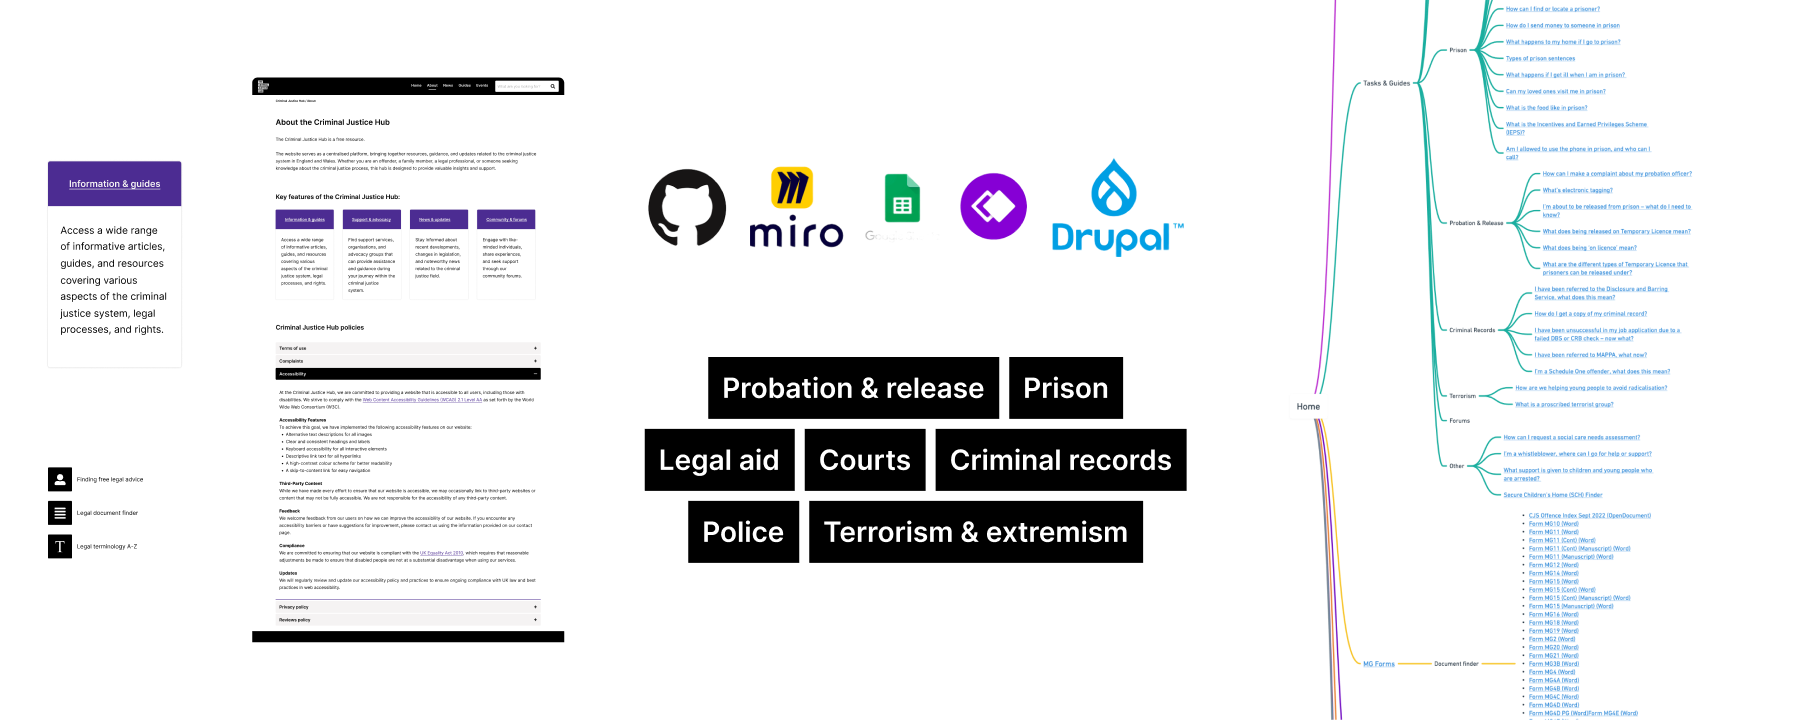 Information & guides
Access a wide range
of informative articles,
guides, and resources
covering various
aspects of the criminal
justice system, legal
processes, and rights.
Finding free legal advice
Legal document finder
T
Legal terminology A-Z
Home About News Guides Events
Criminal Justice Hub / About
About the Criminal Justice Hub
The Criminal Justice Hub is a free resource.
The website serves as a centralised platform, bringing together resources, guidance, and updates related to the criminal justice
system in England and Wales. Whether you are an offender, a family member, a legal professional, or someone seeking
knowledge about the criminal justice process, this hub is designed to provide valuable insights and support.
Key features of the Criminal Justice Hub:
Information & guides
Access a wide range
of informative articles,
guides, and resources
covering various
aspects of the criminal
justice system, legal
processes, and rights.
Support & advocacy
Find support services,
organisations, and
advocacy groups that
can provide assistance
and guidance during
your journey within the
criminal justice
system.
News & updates
Stay informed about
recent developments,
changes in legislation,
and noteworthy news
related to the criminal
justice field.
Community & forums
Engage with like-
minded individuals,
share experiences,
and seek support
through our
community forums.
Criminal Justice Hub policies
Terms of use +
Complaints +
Accessibility −
At the Criminal Justice Hub, we are committed to providing a website that is accessible to all users, including those with
disabilities. We strive to comply with the Web Content Accessibility Guidelines (WCAG) 2.1 Level AA as set forth by the World
Wide Web Consortium (W3C).
Accessibility Features
To achieve this goal, we have implemented the following accessibility features on our website:
• Alternative text descriptions for all images
• Clear and consistent headings and labels
• Keyboard accessibility for all interactive elements
• Descriptive link text for all hyperlinks
• A high-contrast colour scheme for better readability
• A skip-to-content link for easy navigation
Third-Party Content
While we have made every effort to ensure that our website is accessible, we may occasionally link to third-party websites or
content that may not be fully accessible. We are not responsible for the accessibility of any third-party content.
Feedback
We welcome feedback from our users on how we can improve the accessibility of our website. If you encounter any
accessibility barriers or have suggestions for improvement, please contact us using the information provided on our contact
page.
Compliance
We are committed to ensuring that our website is compliant with the UK Equality Act 2010, which requires that reasonable
adjustments be made to ensure that disabled people are not at a substantial disadvantage when using our services.
Updates
We will regularly review and update our accessibility policy and practices to ensure ongoing compliance with UK law and best
practices in web accessibility.
Privacy policy +
Reviews policy +
miro
Drupal™
Probation & release
Prison
Legal aid
Courts
Criminal records
Police
Terrorism & extremism
Home
Tasks & Guides
Prison
How can I find or locate a prisoner?
How do I send money to someone in prison
What happens to my home if I go to prison?
Types of prison sentences
What happens if I get ill when I am in prison?
Can my loved ones visit me in prison?
What is the food like in prison?
What is the Incentives and Earned Privileges Scheme
(IEPS)?
Am I allowed to use the phone in prison, and who can I
call?
Probation & Release
How can I make a complaint about my probation officer?
What's electronic tagging?
I'm about to be released from prison – what do I need to
know?
What does being released on Temporary Licence mean?
What does being 'on licence' mean?
What are the different types of Temporary Licence that
prisoners can be released under?
Criminal Records
I have been referred to the Disclosure and Barring
Service, what does this mean?
How do I get a copy of my criminal record?
I have been unsuccessful in my job application due to a
failed DBS or CRB check – now what?
I have been referred to MAPPA, what now?
I'm a Schedule One offender, what does this mean?
Terrorism
How are we helping young people to avoid radicalisation?
What is a proscribed terrorist group?
Forums
Other
How can I request a social care needs assessment?
I'm a whistleblower, where can I go for help or support?
What support is given to children and young people who
are arrested?
Secure Children's Home (SCH) Finder
MG Forms
Document finder
• CJS Offence Index Sept 2022 (OpenDocument)
• Form MG10 (Word)
• Form MG11 (Word)
• Form MG11 (Cont) (Word)
• Form MG11 (Manuscript) (Word)
• Form MG11 (Manuscript) (Word)
• Form MG12 (Word)
• Form MG14 (Word)
• Form MG15 (Word)
• Form MG15 (Cont) (Word)
• Form MG15 (Cont) (Manuscript) (Word)
• Form MG15 (Manuscript) (Word)
• Form MG16 (Word)
• Form MG18 (Word)
• Form MG19 (Word)
• Form MG2 (Word)
• Form MG20 (Word)
• Form MG21 (Word)
• Form MG3B (Word)
• Form MG4 (Word)
• Form MG4A (Word)
• Form MG4B (Word)
• Form MG4C (Word)
• Form MG4D (Word)
• Form MG4D PG (Word)Form MG4E (Word)